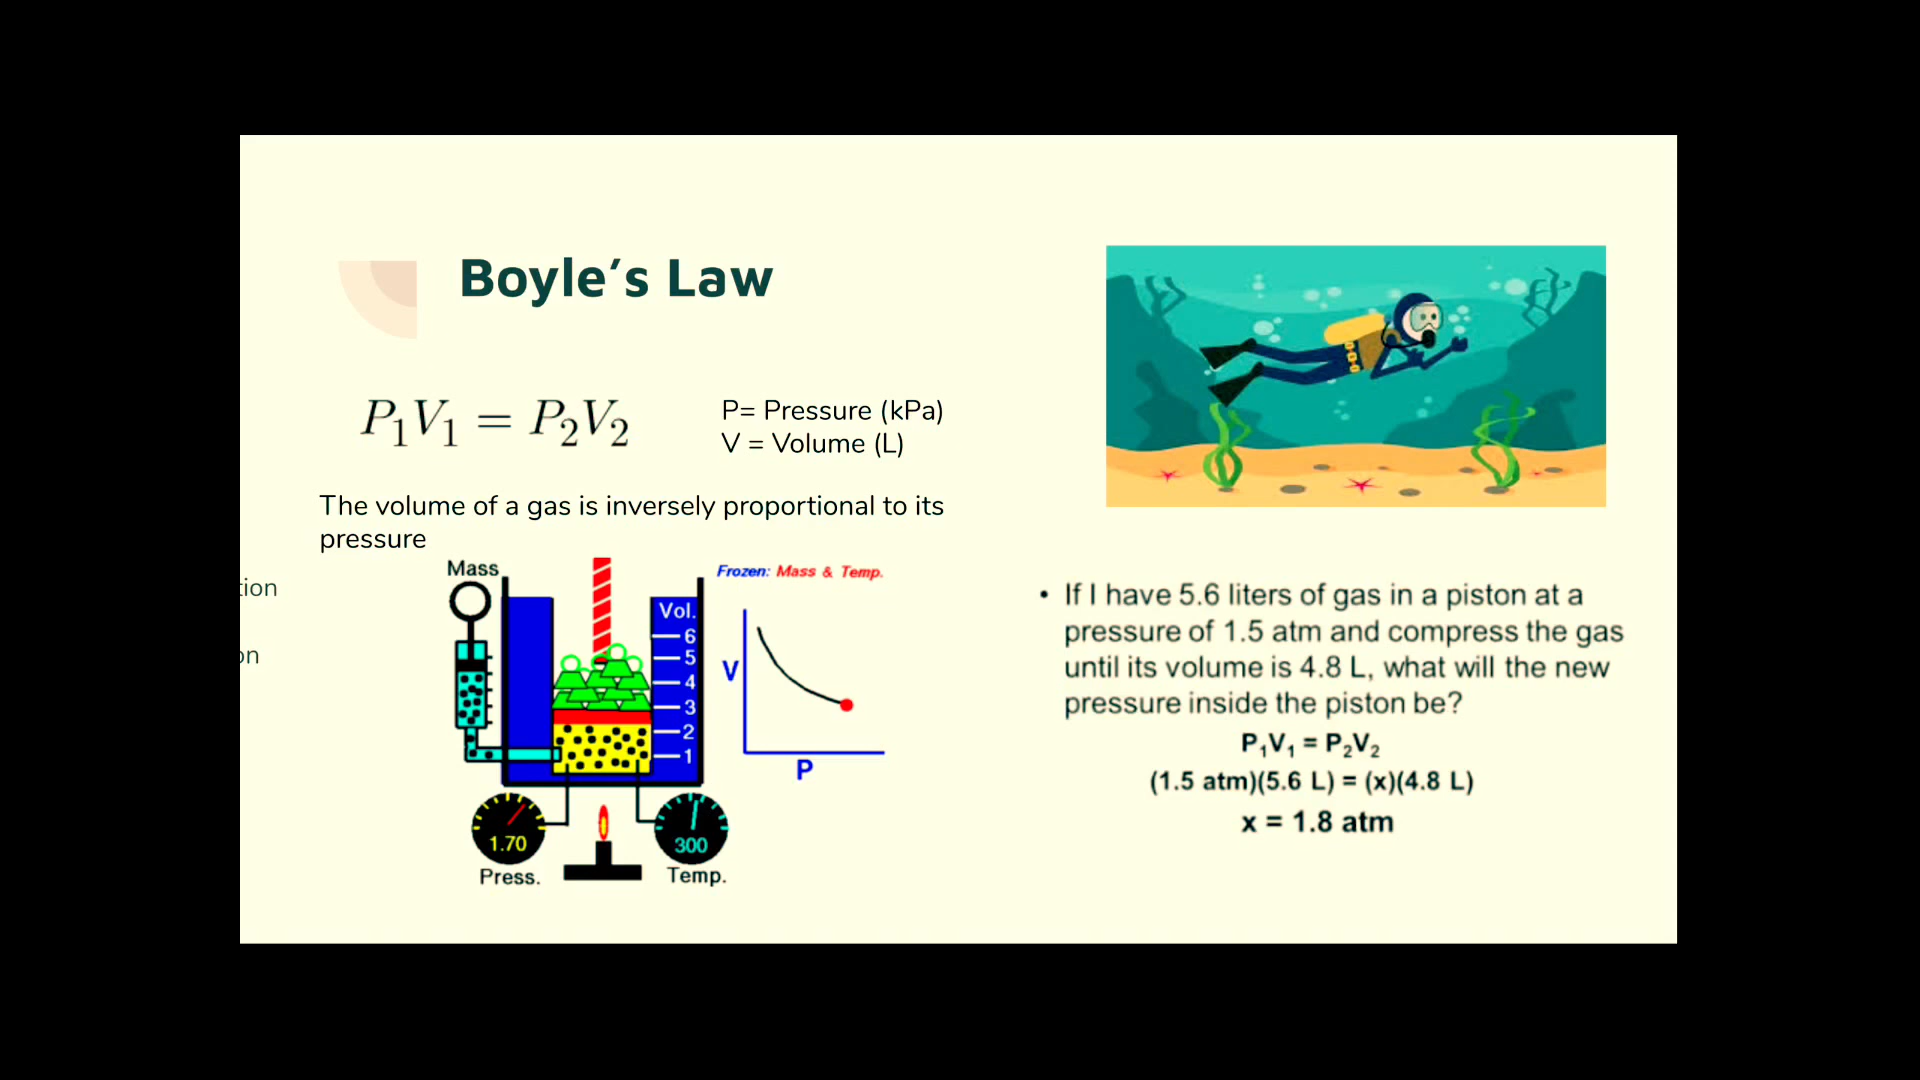 Boyle’s Law
P₁V₁ = P₂V₂
P= Pressure (kPa)
V = Volume (L)
The volume of a gas is inversely proportional to its
pressure
tion
on
Mass
Frozen: Mass & Temp.
Vol.
6
5
4
3
2
1
V
P
1.70
300
Press.
Temp.
• If I have 5.6 liters of gas in a piston at a
pressure of 1.5 atm and compress the gas
until its volume is 4.8 L, what will the new
pressure inside the piston be?
P₁V₁ = P₂V₂
(1.5 atm)(5.6 L) = (x)(4.8 L)
x = 1.8 atm